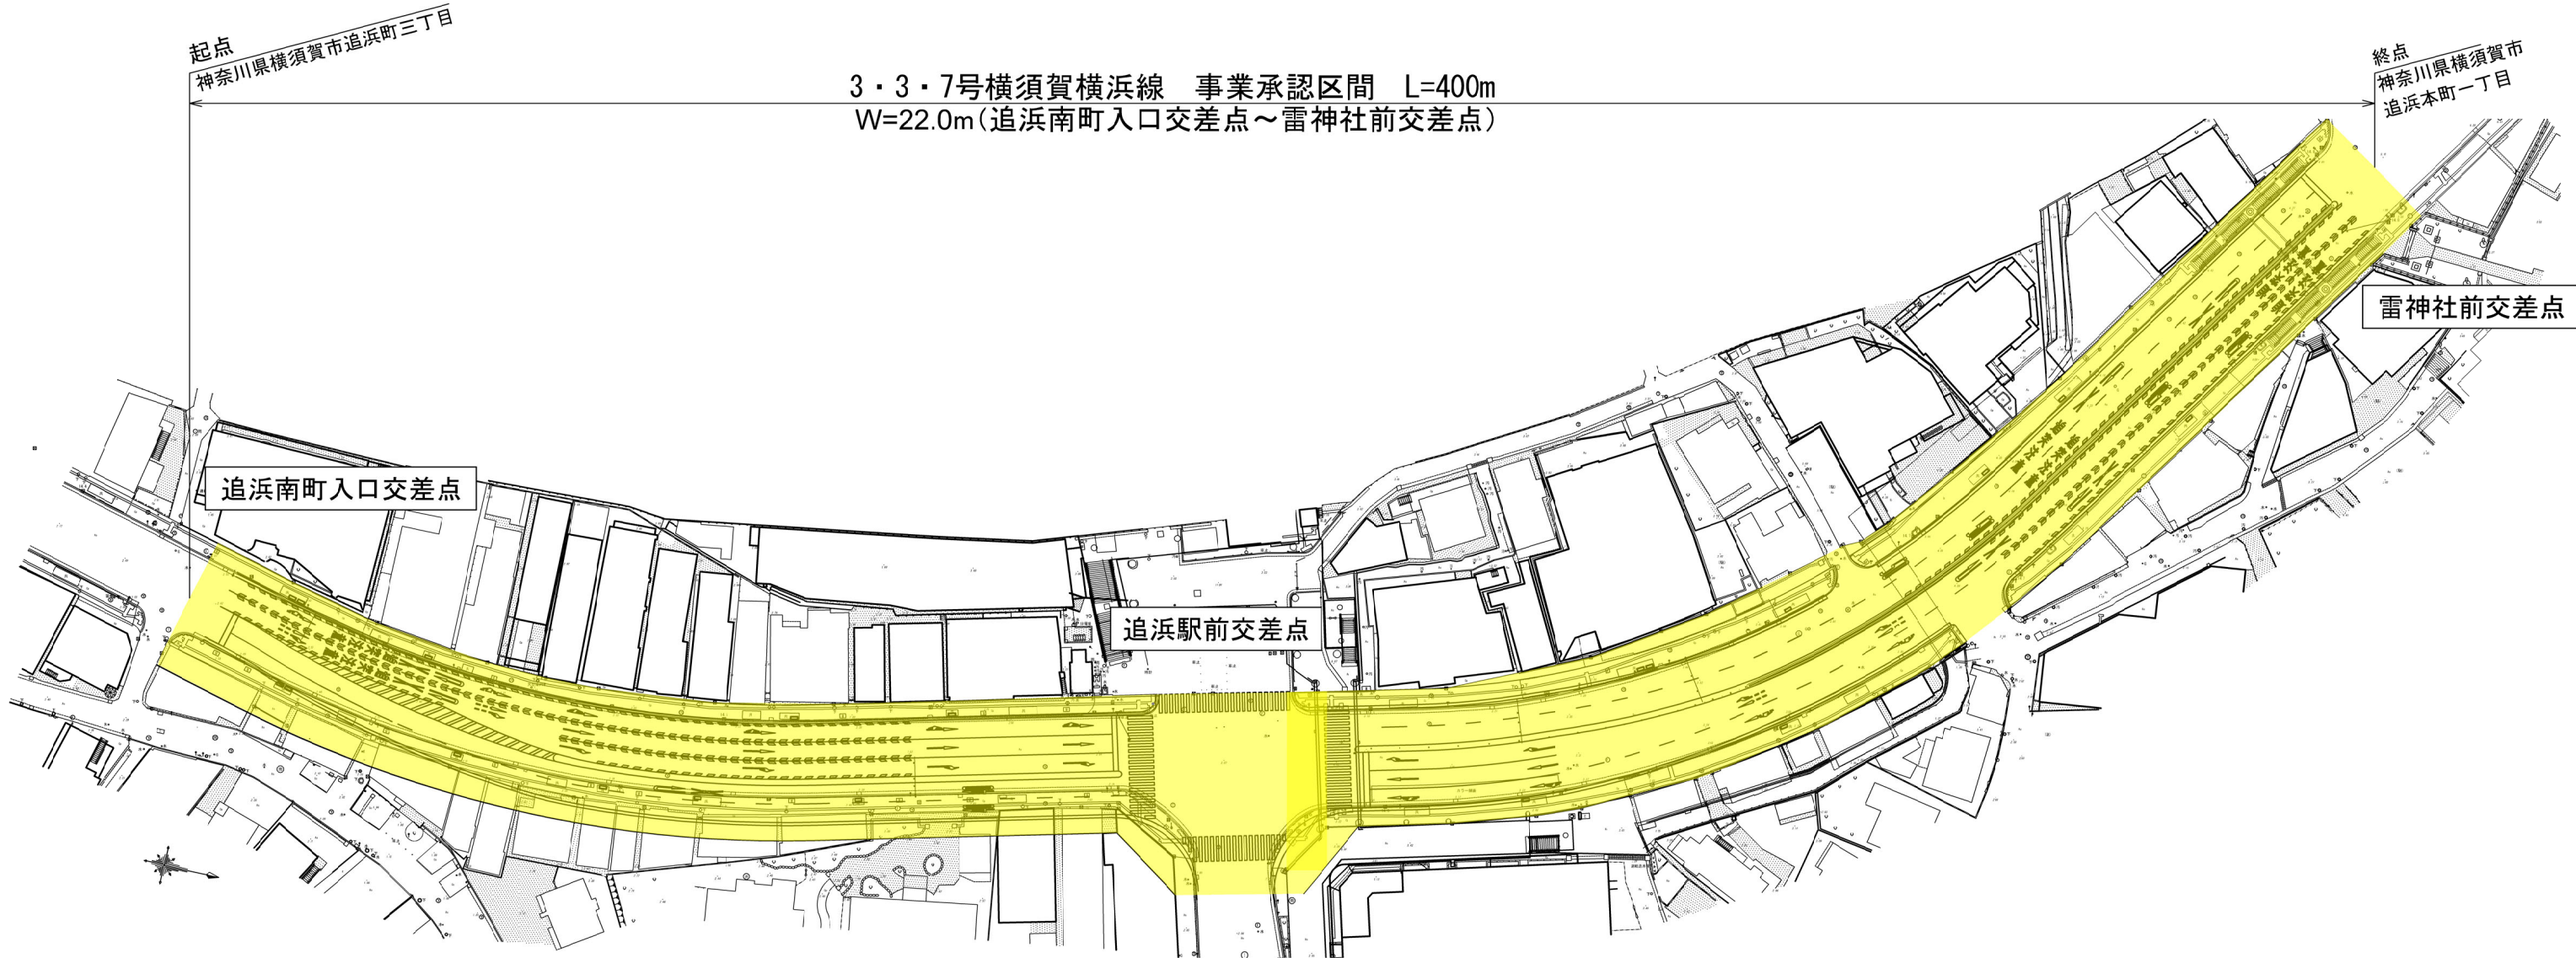 起点
神奈川県横須賀市追浜町三丁目
3・3・7号横須賀横浜線 事業承認区間 L=400m
W=22.0m(追浜南町入口交差点～雷神社前交差点)
終点
神奈川県横須賀市
追浜本町一丁目
雷神社前交差点
追浜南町入口交差点
追浜駅前交差点